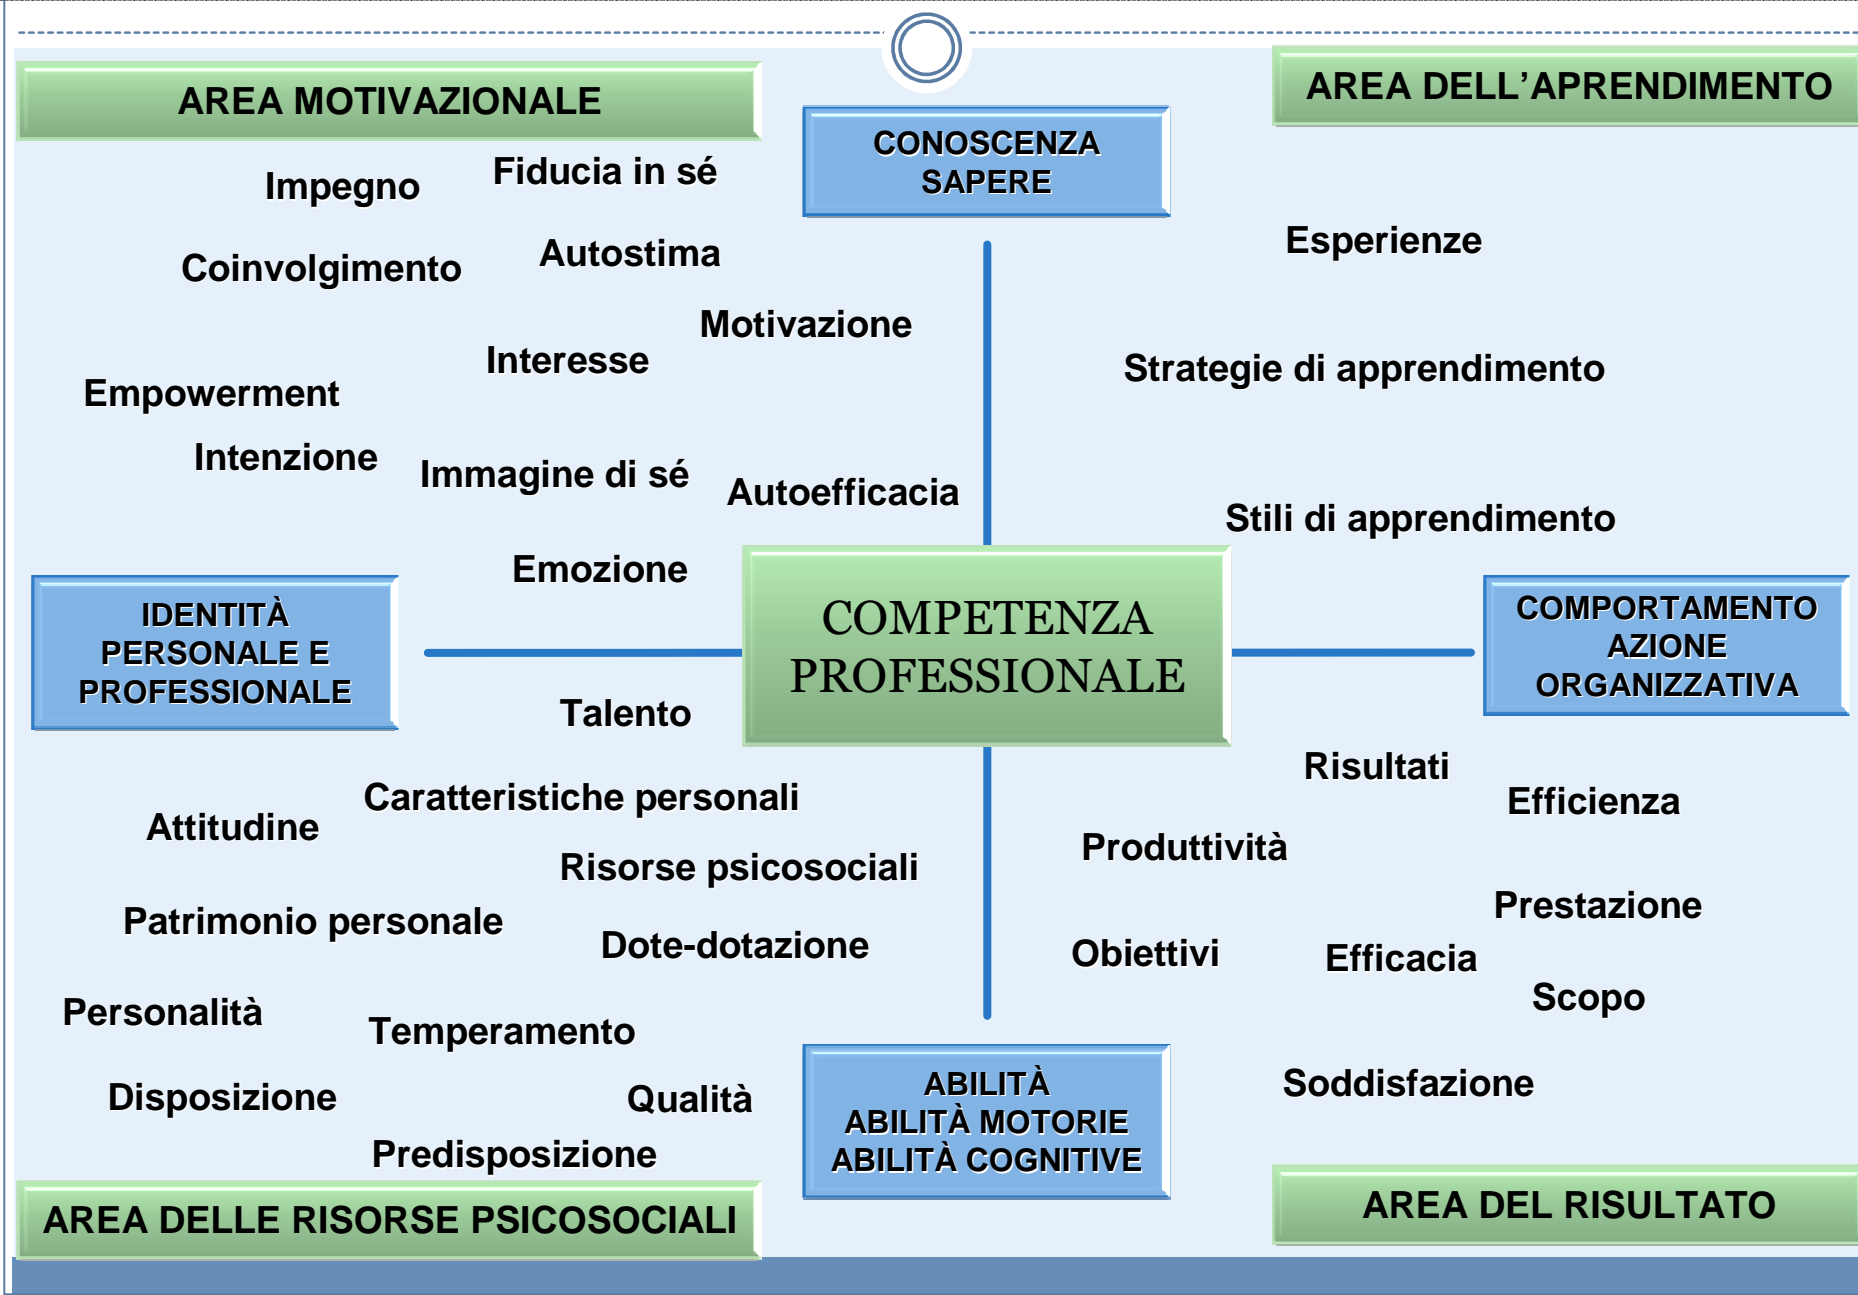 AREA MOTIVAZIONALE
AREA DELL’APRENDIMENTO
CONOSCENZA
SAPERE
Impegno
Fiducia in sé
Coinvolgimento
Autostima
Motivazione
Interesse
Empowerment
Intenzione
Immagine di sé
Autoefficacia
Emozione
Esperienze
Strategie di apprendimento
Stili di apprendimento
IDENTITÀ
PERSONALE E
PROFESSIONALE
COMPETENZA
PROFESSIONALE
COMPORTAMENTO
AZIONE
ORGANIZZATIVA
Talento
Caratteristiche personali
Attitudine
Risorse psicosociali
Patrimonio personale
Dote-dotazione
Personalità
Temperamento
Disposizione
Qualità
Predisposizione
Risultati
Efficienza
Produttività
Prestazione
Obiettivi
Efficacia
Scopo
Soddisfazione
ABILITÀ
ABILITÀ MOTORIE
ABILITÀ COGNITIVE
AREA DELLE RISORSE PSICOSOCIALI
AREA DEL RISULTATO